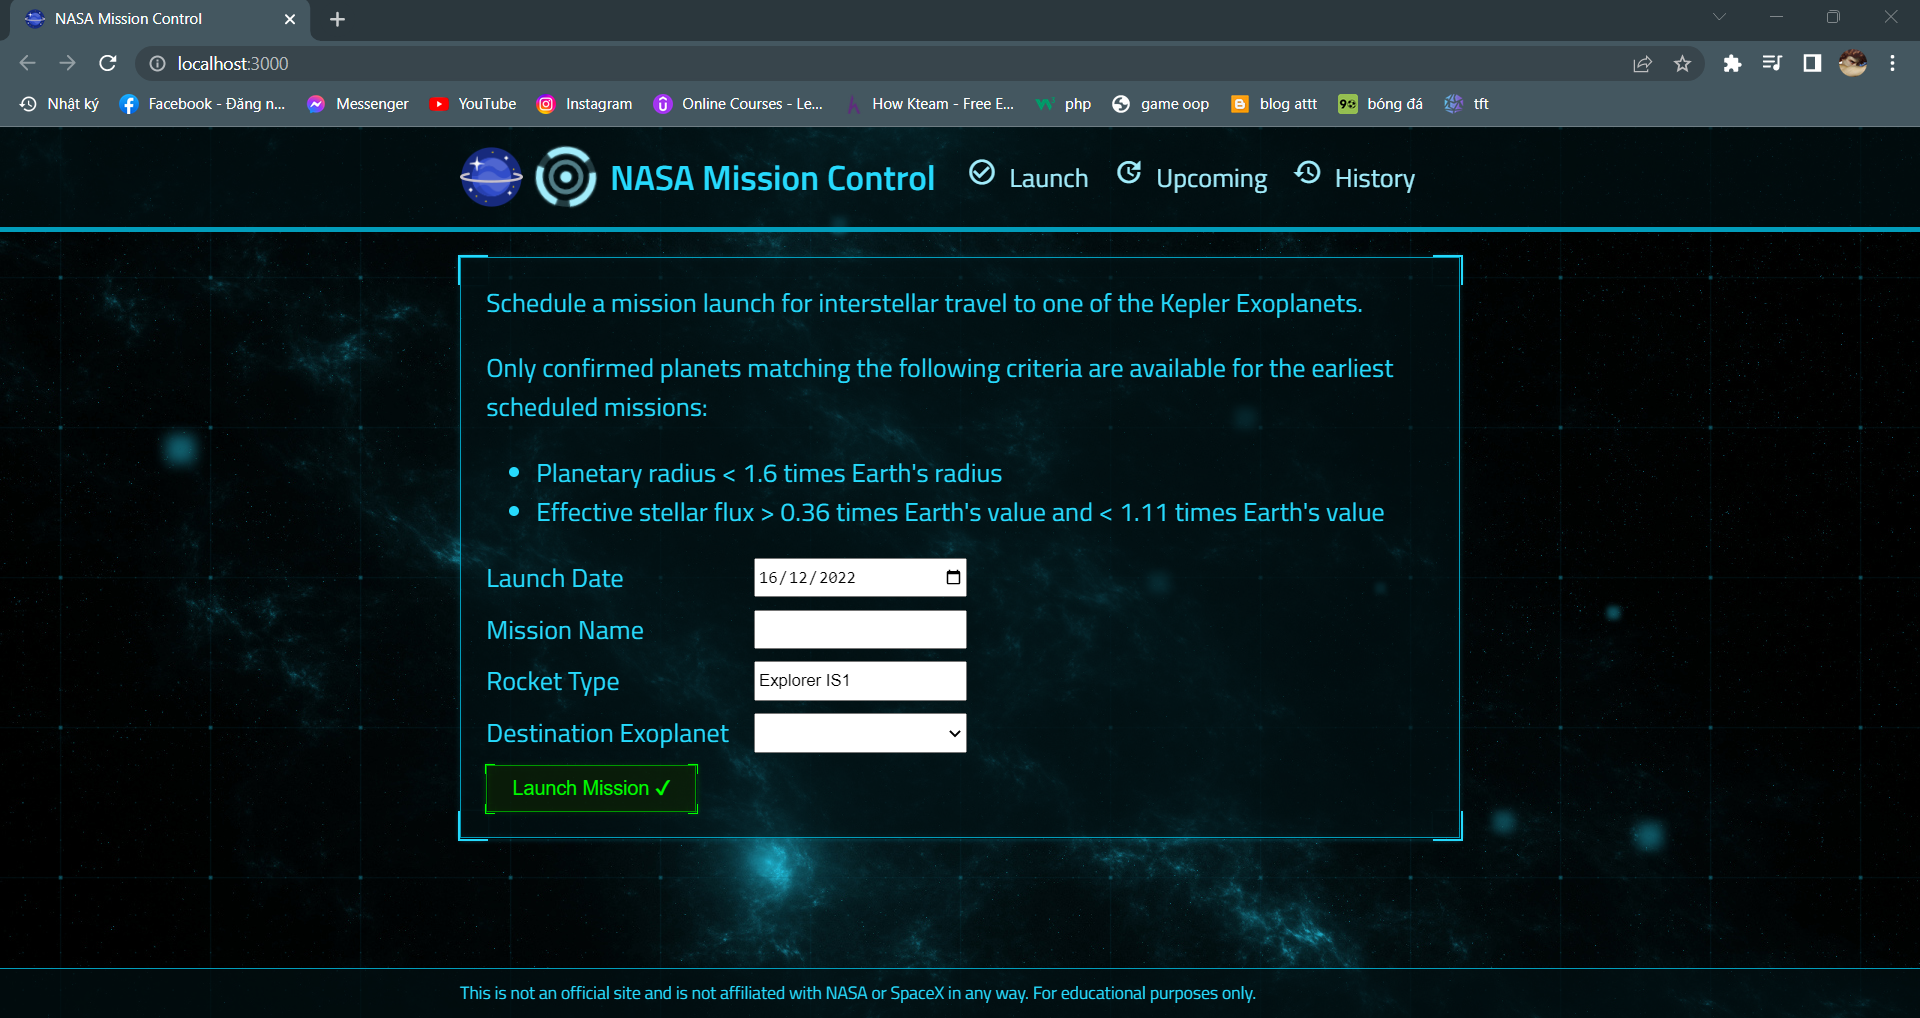 NASA Mission Control
localhost:3000
Nhật ký Facebook - Đăng n... Messenger YouTube Instagram Online Courses - Le... How Kteam - Free E... php game oop blog attt bóng đá tft
NASA Mission Control Launch Upcoming History
Schedule a mission launch for interstellar travel to one of the Kepler Exoplanets.
Only confirmed planets matching the following criteria are available for the earliest
scheduled missions:
Planetary radius < 1.6 times Earth's radius
Effective stellar flux > 0.36 times Earth's value and < 1.11 times Earth's value
Launch Date 16/12/2022
Mission Name
Rocket Type Explorer IS1
Destination Exoplanet
Launch Mission ✓
This is not an official site and is not affiliated with NASA or SpaceX in any way. For educational purposes only.